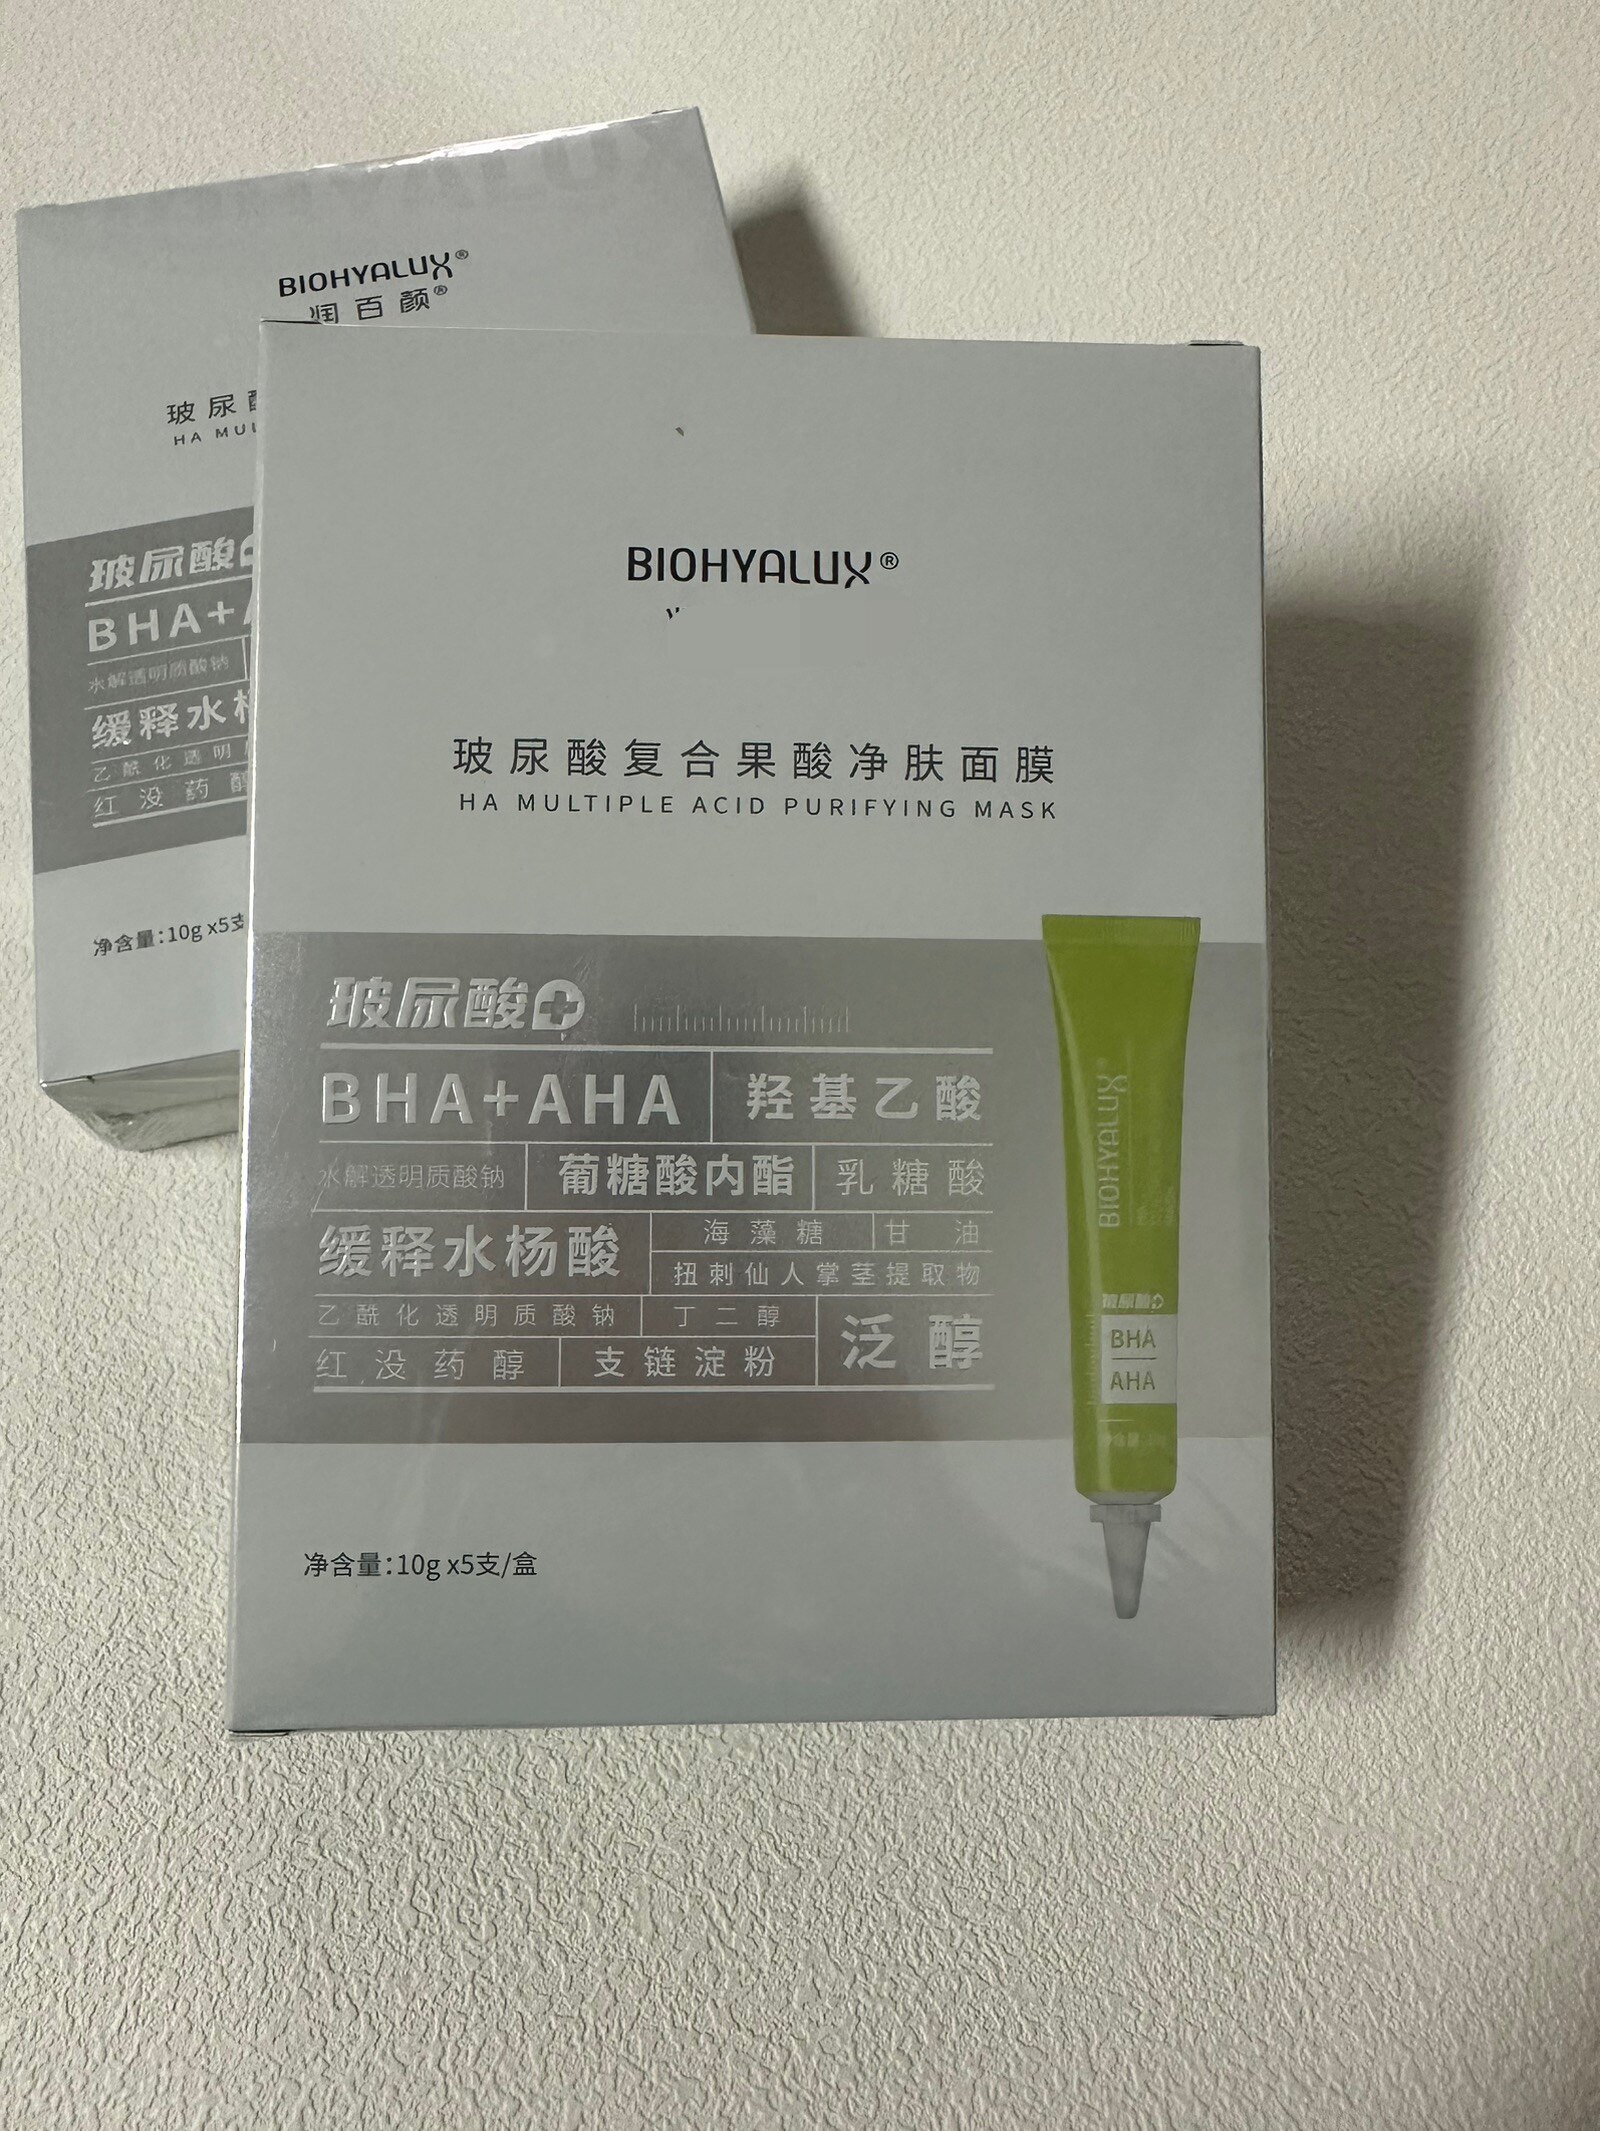 BIOHYALUX®
润百颜®
玻尿酸
HA MUL
玻尿酸
BHA+A
水解透明质酸钠
缓释水杨
乙酰化透明质
红没药醇
净含量:10g x5支
BIOHYALUX®
玻尿酸复合果酸净肤面膜
HA MULTIPLE ACID PURIFYING MASK
玻尿酸
BHA+AHA 羟基乙酸
水解透明质酸钠 葡糖酸内酯 乳糖酸
缓释水杨酸 海藻糖 甘油
扭刺仙人掌茎提取物
乙酰化透明质酸钠 丁二醇 泛醇
红没药醇 支链淀粉
净含量:10g x5支/盒
BIOHYALUX
玻尿酸
BHA
AHA